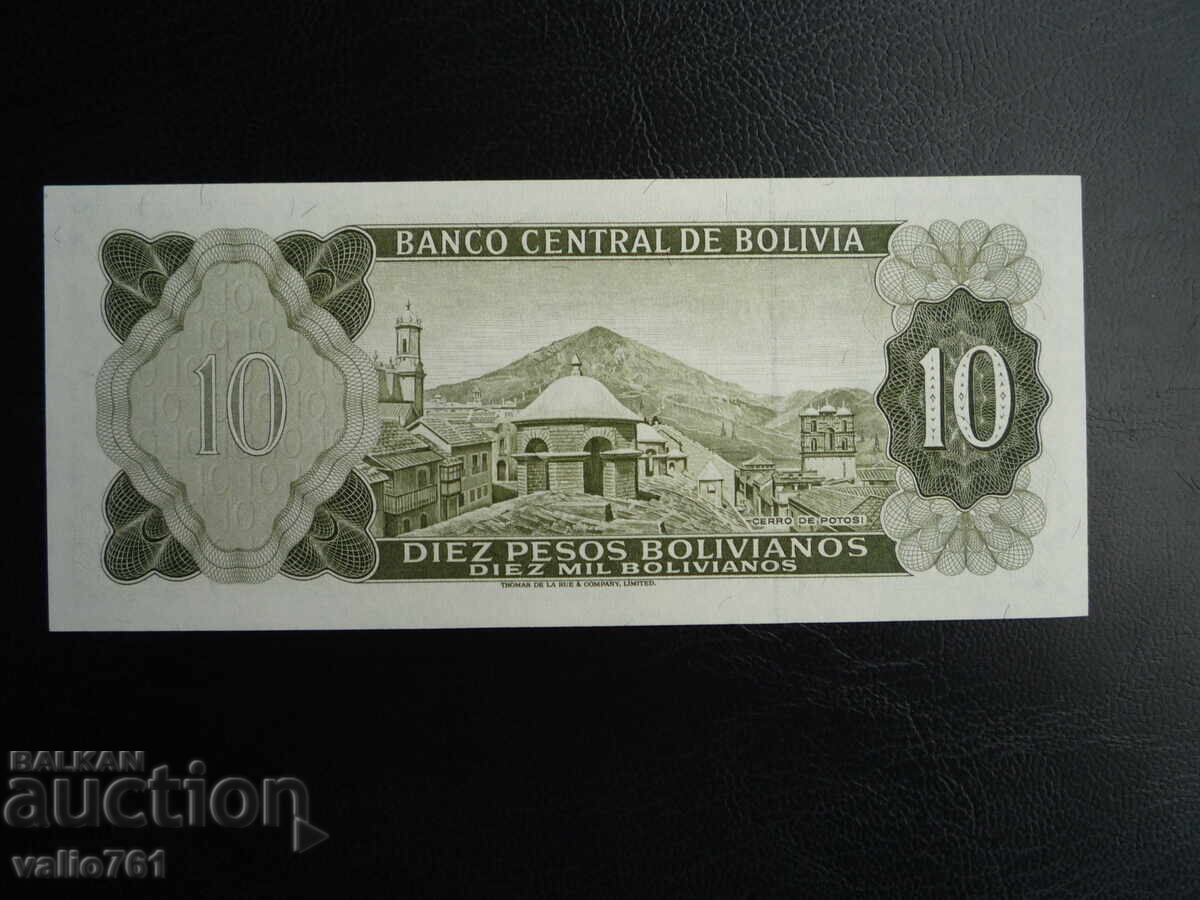 BANCO CENTRAL DE BOLIVIA
10
10
CERRO DE POTOSI
DIEZ PESOS BOLIVIANOS
DIEZ MIL BOLIVIANOS
THOMAS DE LA RUE & COMPANY, LIMITED.
BALKAN
auction
valio761